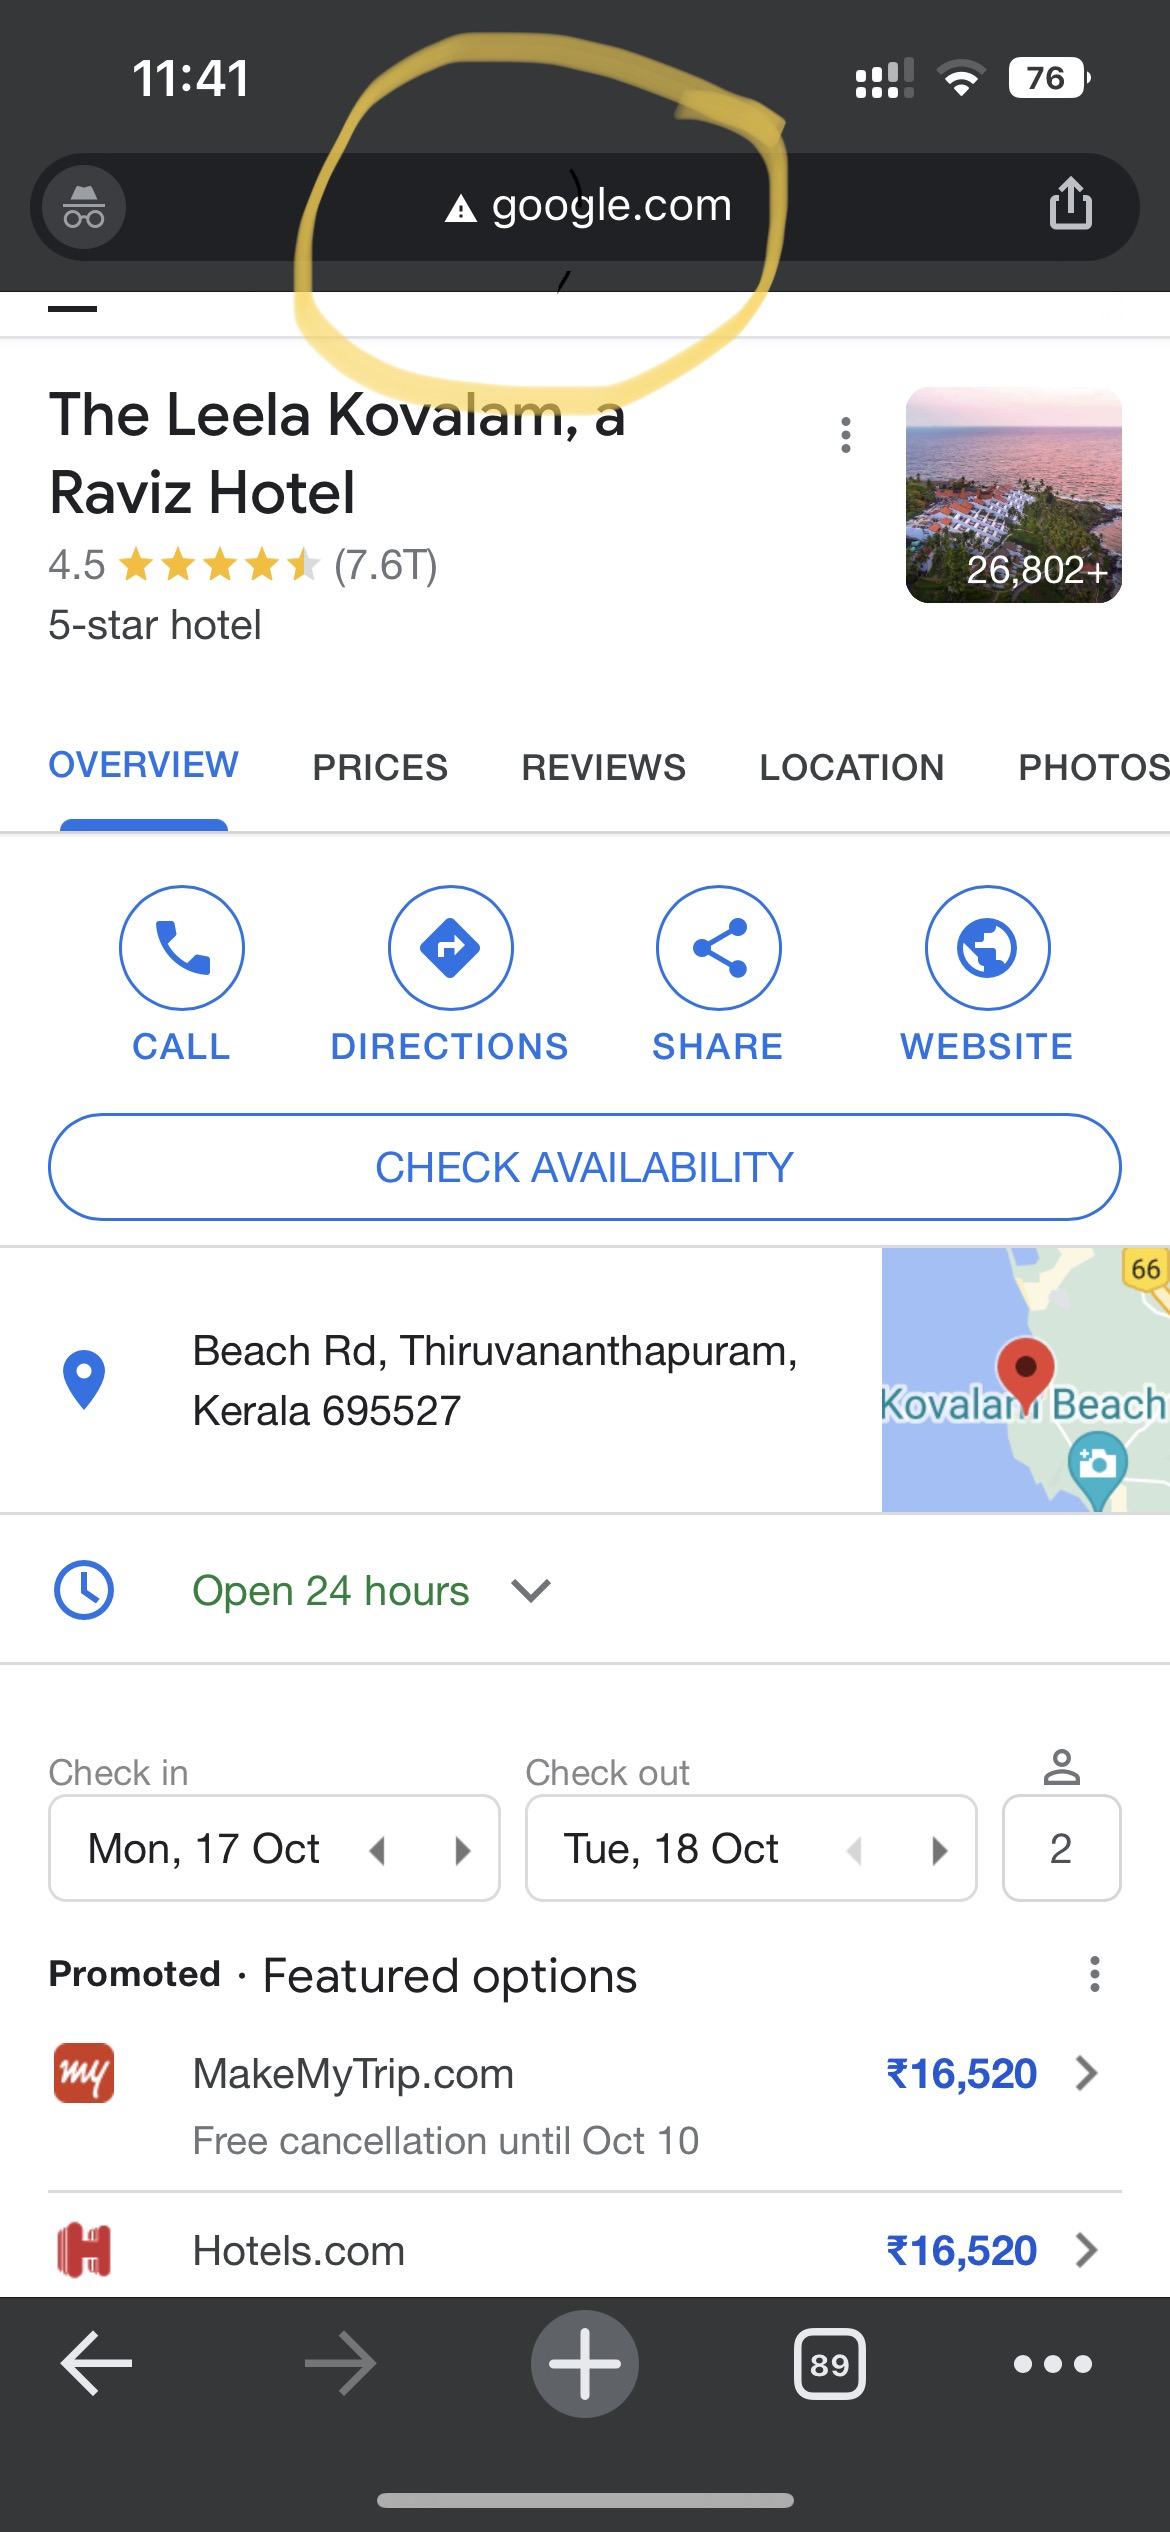 11:41
76
google.com
The Leela Kovalam, a
Raviz Hotel
4.5 (7.6T)
5-star hotel
26,802+
OVERVIEW PRICES REVIEWS LOCATION PHOTOS
CALL DIRECTIONS SHARE WEBSITE
CHECK AVAILABILITY
Beach Rd, Thiruvananthapuram,
Kerala 695527
66
Kovalam Beach
Open 24 hours
Check in Check out
Mon, 17 Oct Tue, 18 Oct 2
Promoted · Featured options
my MakeMyTrip.com ₹16,520
Free cancellation until Oct 10
H Hotels.com ₹16,520
89